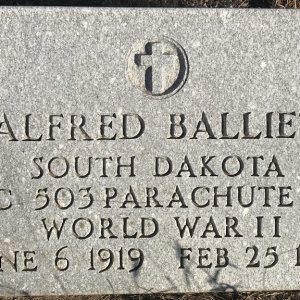 ALFRED BALLIE
SOUTH DAKOTA
C 503 PARACHUTE
WORLD WAR II
NE 6 1919 FEB 25 1